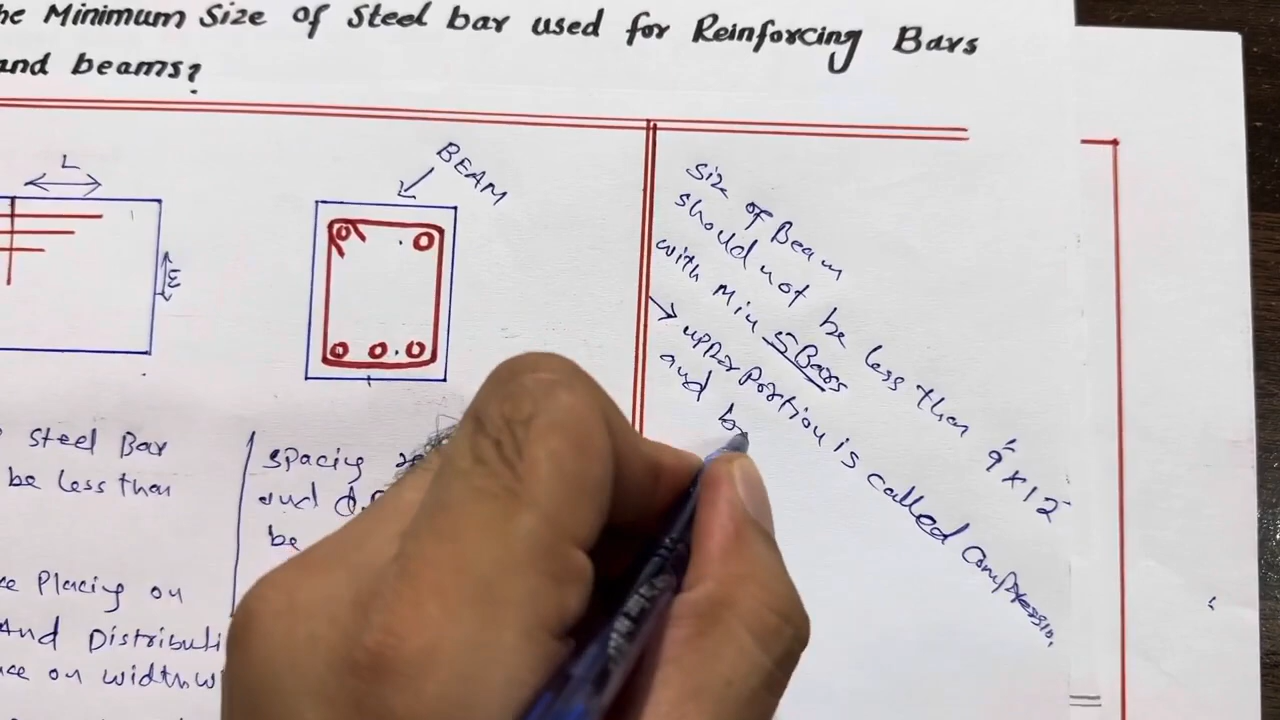 he Minimum Size of Steel bar used for Reinforcing Bars
and beams?
L
BEAM
Size of Beam
should not be less than 9 x 12
with Min 5 Bars
→ upper portion is called compression.
and b
Steel Bar
be less than
Placing on
And Distributi
on width
spacing
and
be